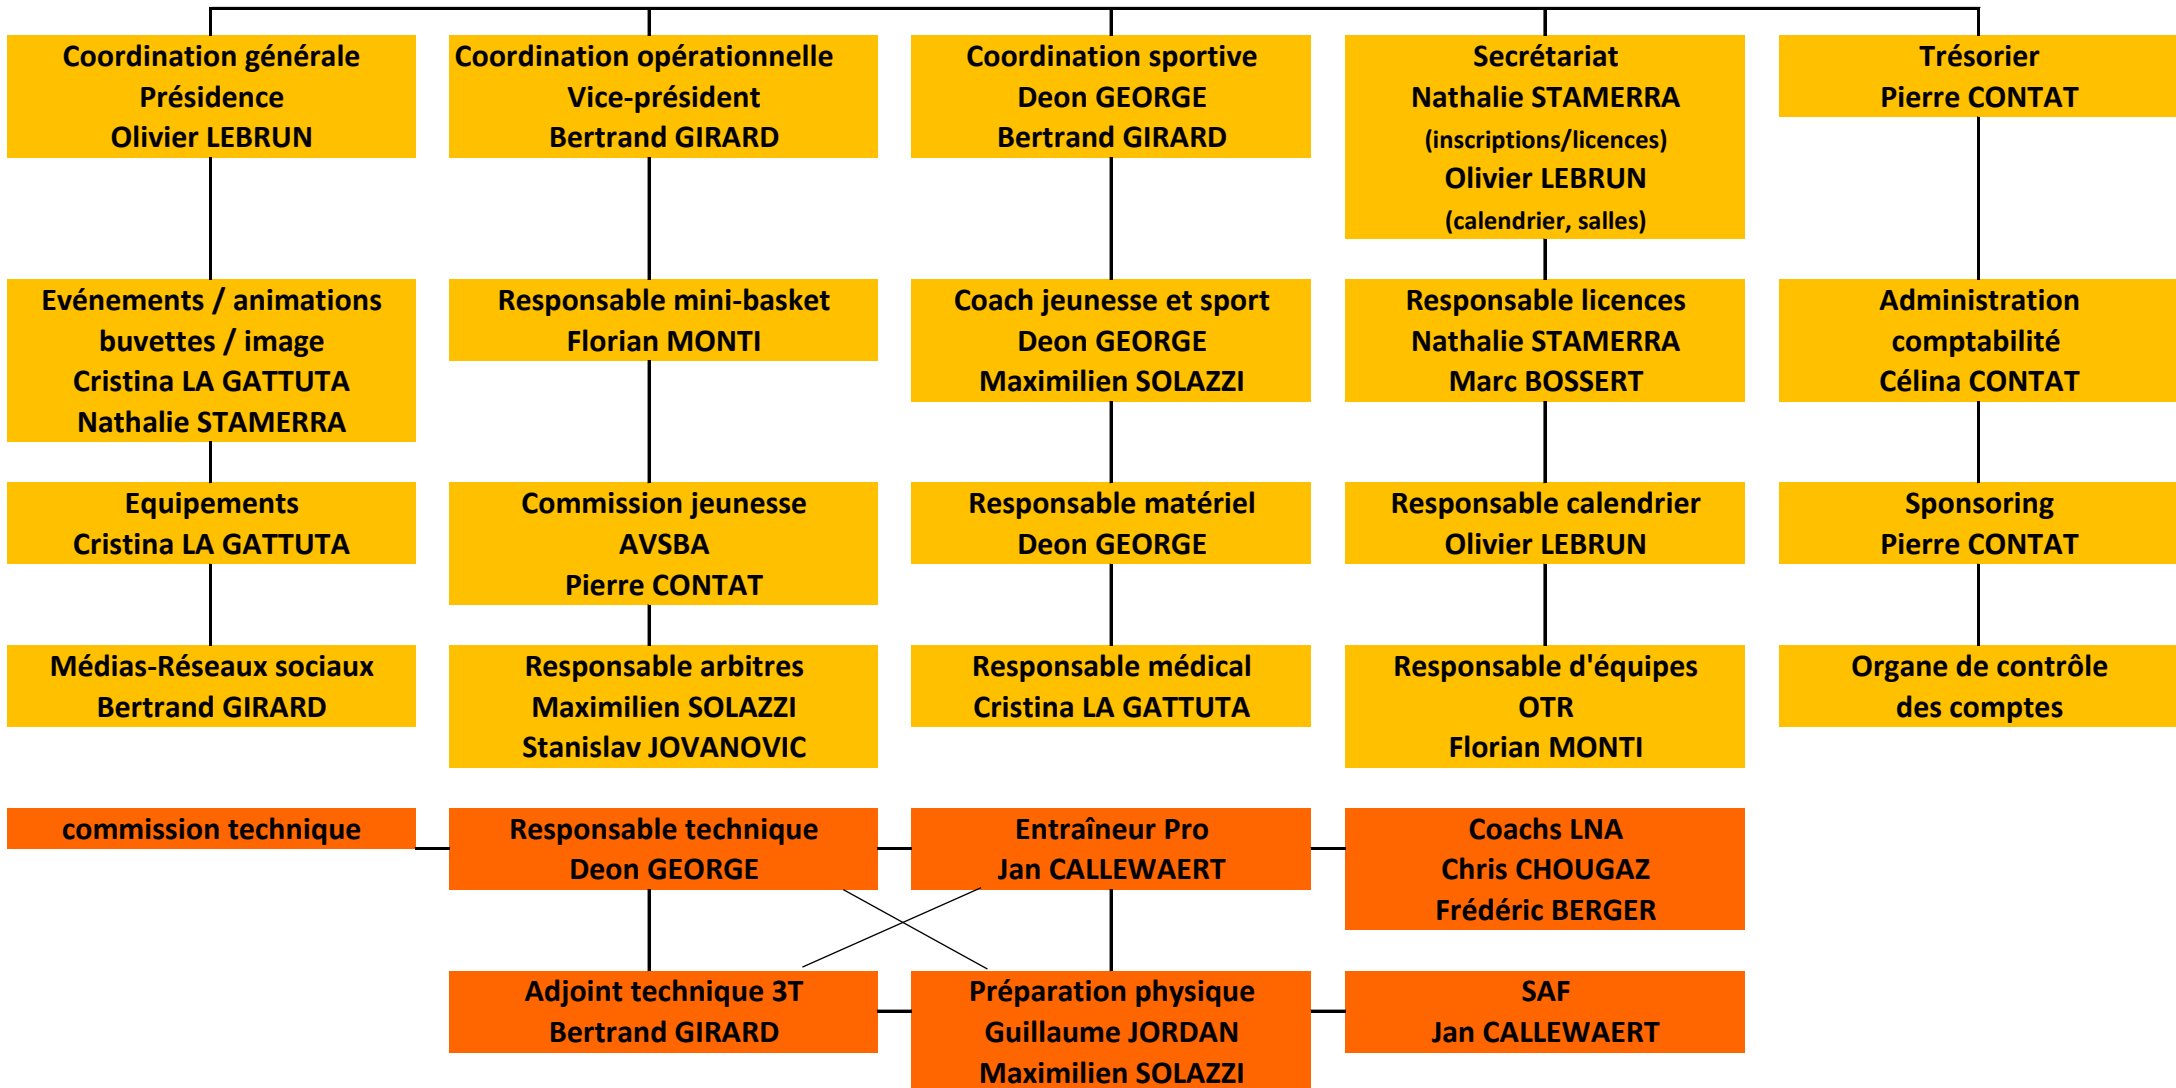 Coordination générale
Présidence
Olivier LEBRUN
Coordination opérationnelle
Vice-président
Bertrand GIRARD
Coordination sportive
Deon GEORGE
Bertrand GIRARD
Secrétariat
Nathalie STAMERRA
(inscriptions/licences)
Olivier LEBRUN
(calendrier, salles)
Trésorier
Pierre CONTAT
Evénements / animations
buvettes / image
Cristina LA GATTUTA
Nathalie STAMERRA
Responsable mini-basket
Florian MONTI
Coach jeunesse et sport
Deon GEORGE
Maximilien SOLAZZI
Responsable licences
Nathalie STAMERRA
Marc BOSSERT
Administration
comptabilité
Célina CONTAT
Equipements
Cristina LA GATTUTA
Commission jeunesse
AVSBA
Pierre CONTAT
Responsable matériel
Deon GEORGE
Responsable calendrier
Olivier LEBRUN
Sponsoring
Pierre CONTAT
Médias-Réseaux sociaux
Bertrand GIRARD
Responsable arbitres
Maximilien SOLAZZI
Stanislav JOVANOVIC
Responsable médical
Cristina LA GATTUTA
Responsable d'équipes
OTR
Florian MONTI
Organe de contrôle
des comptes
commission technique
Responsable technique
Deon GEORGE
Entraîneur Pro
Jan CALLEWAERT
Coachs LNA
Chris CHOUGAZ
Frédéric BERGER
Adjoint technique 3T
Bertrand GIRARD
Préparation physique
Guillaume JORDAN
Maximilien SOLAZZI
SAF
Jan CALLEWAERT